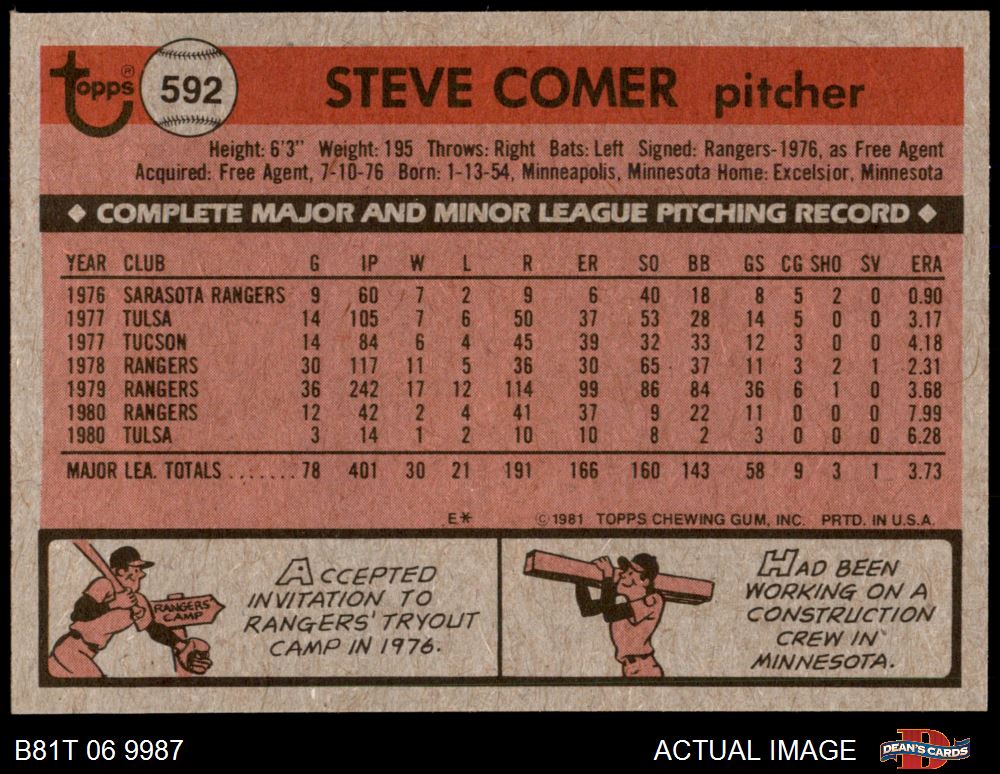 topps® 592 STEVE COMER pitcher
Height: 6'3" Weight: 195 Throws: Right Bats: Left Signed: Rangers-1976, as Free Agent
Acquired: Free Agent, 7-10-76 Born: 1-13-54, Minneapolis, Minnesota Home: Excelsior, Minnesota
◆ COMPLETE MAJOR AND MINOR LEAGUE PITCHING RECORD ◆
YEAR CLUB G IP W L R ER SO BB GS CG SHO SV ERA
1976 SARASOTA RANGERS 9 60 7 2 9 6 40 18 8 5 2 0 0.90
1977 TULSA 14 105 7 6 50 37 53 28 14 5 0 0 3.17
1977 TUCSON 14 84 6 4 45 39 32 33 12 3 0 0 4.18
1978 RANGERS 30 117 11 5 36 30 65 37 11 3 2 1 2.31
1979 RANGERS 36 242 17 12 114 99 86 84 36 6 1 0 3.68
1980 RANGERS 12 42 2 4 41 37 9 22 11 0 0 0 7.99
1980 TULSA 3 14 1 2 10 10 8 2 3 0 0 0 6.28
MAJOR LEA. TOTALS ....... 78 401 30 21 191 166 160 143 58 9 3 1 3.73
E* ©1981 TOPPS CHEWING GUM, INC. PRTD. IN U.S.A.
RANGERS'
CAMP
ACCEPTED
INVITATION TO
RANGERS' TRYOUT
CAMP IN 1976.
HAD BEEN
WORKING ON A
CONSTRUCTION
CREW IN
MINNESOTA.
B81T 06 9987 ACTUAL IMAGE DEAN'S CARDS